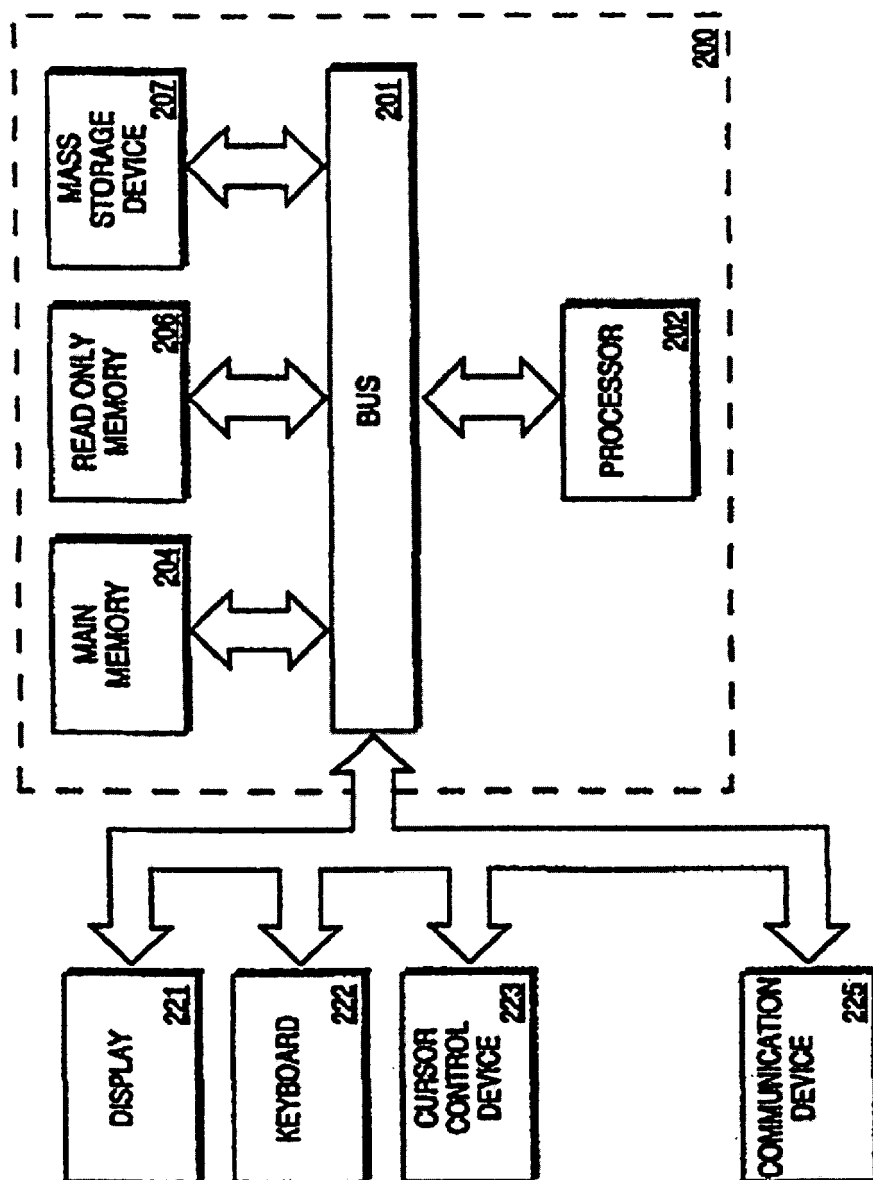 DISPLAY
221
KEYBOARD
222
CURSOR
CONTROL
DEVICE
223
COMMUNICATION
DEVICE
225
MAIN
MEMORY
204
READ ONLY
MEMORY
206
MASS
STORAGE
DEVICE
207
BUS
201
PROCESSOR
202
200